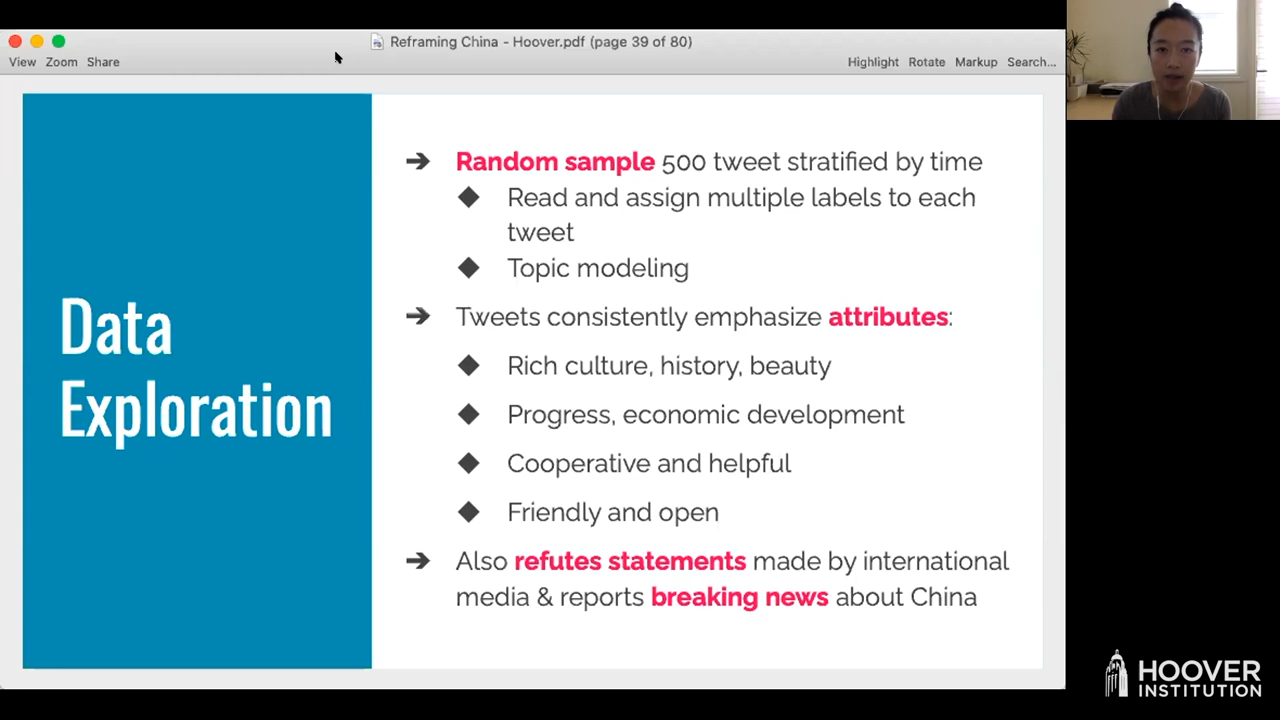 Reframing China - Hoover.pdf (page 39 of 80)
View Zoom Share
Highlight Rotate Markup Search...
Data
Exploration
➔ Random sample 500 tweet stratified by time
◆ Read and assign multiple labels to each
tweet
◆ Topic modeling
➔ Tweets consistently emphasize attributes:
◆ Rich culture, history, beauty
◆ Progress, economic development
◆ Cooperative and helpful
◆ Friendly and open
➔ Also refutes statements made by international
media & reports breaking news about China
HOOVER
INSTITUTION